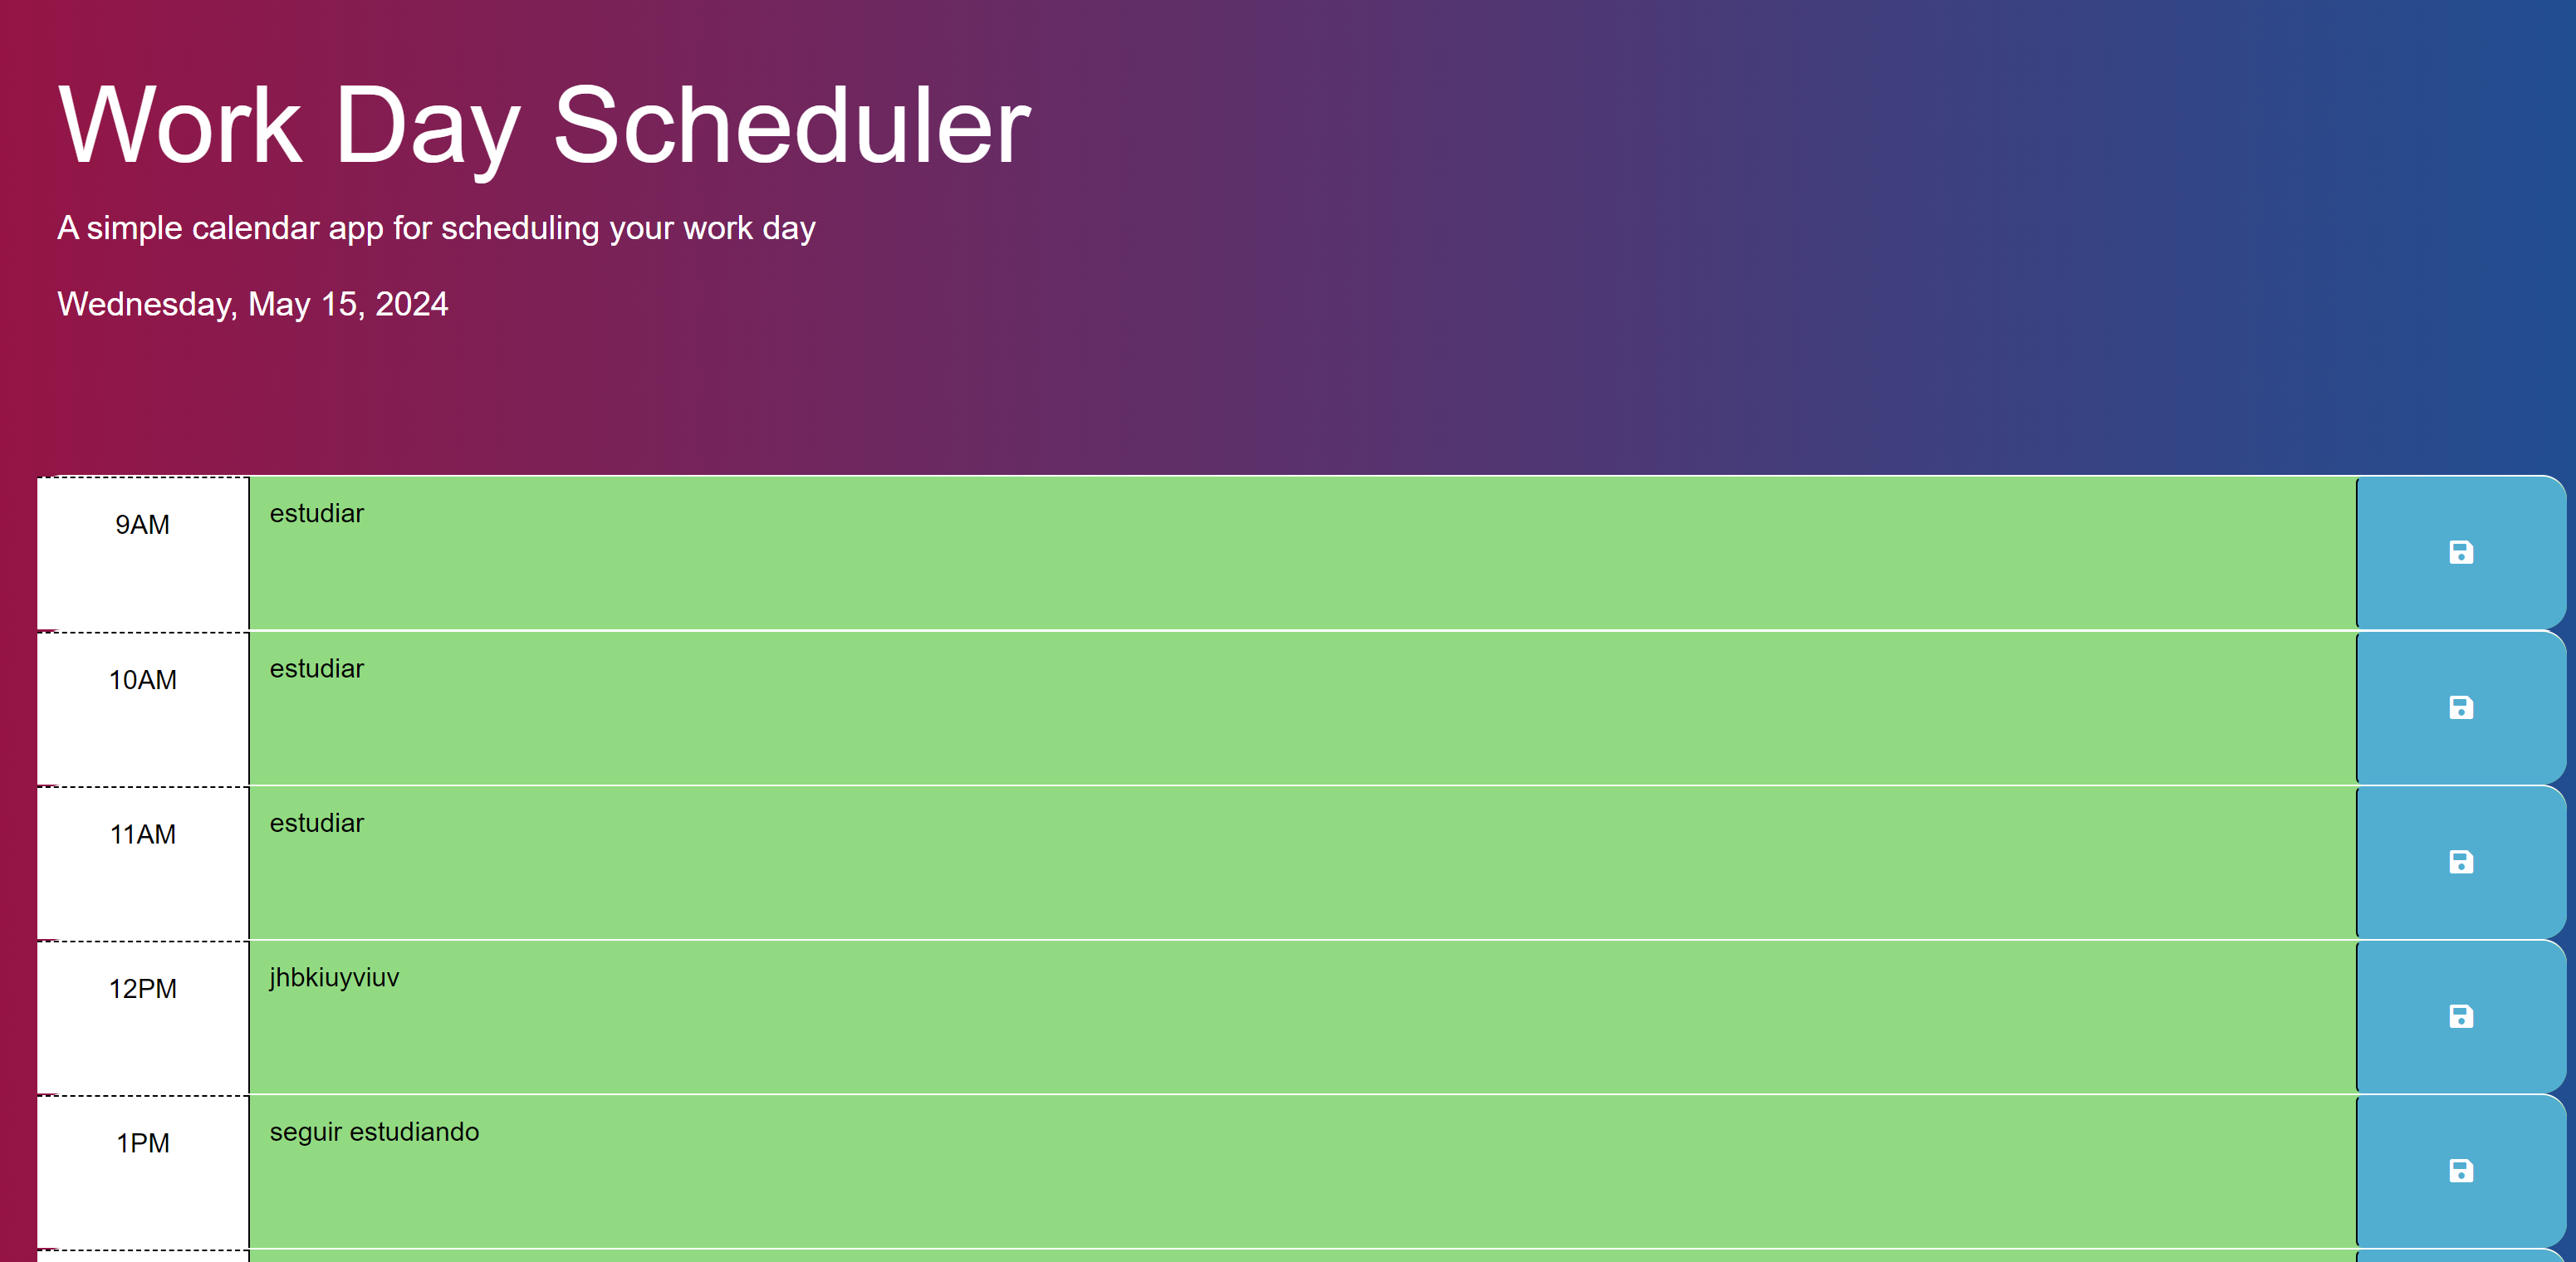 Work Day Scheduler
A simple calendar app for scheduling your work day
Wednesday, May 15, 2024
9AM
estudiar
10AM
estudiar
11AM
estudiar
12PM
jhbkiuyviuv
1PM
seguir estudiando